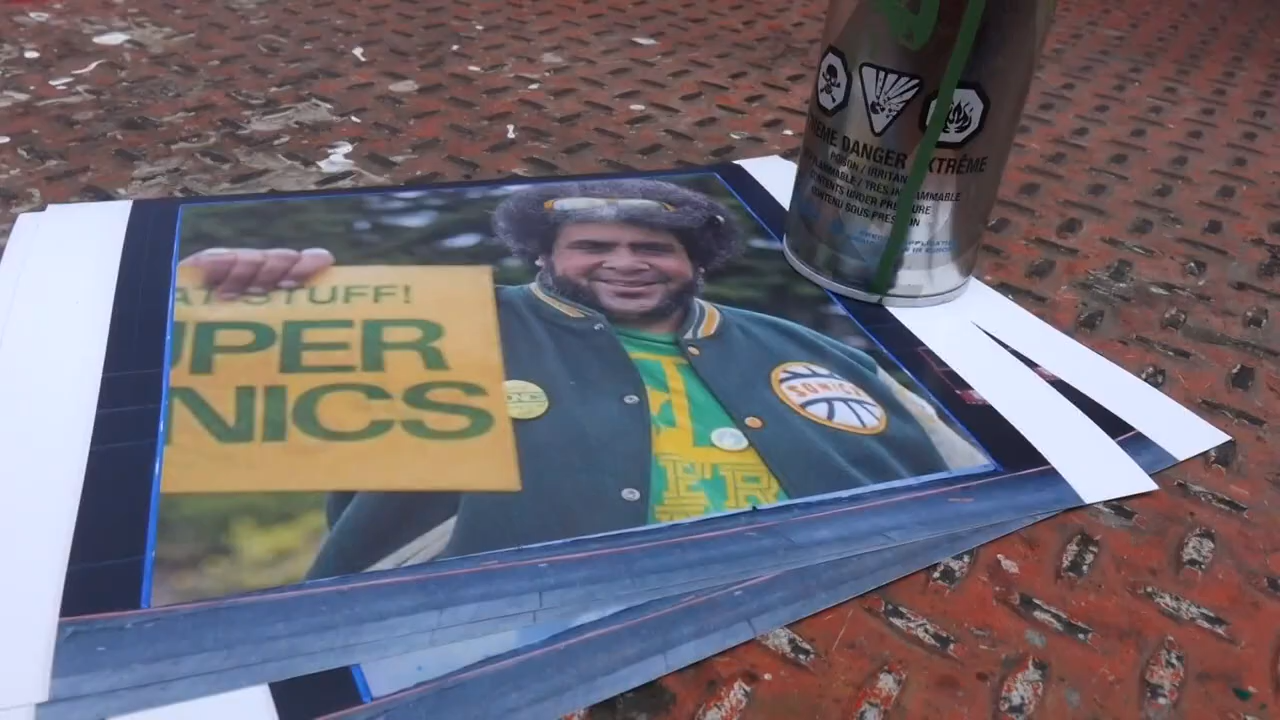 AT STUFF!
UPER
NICS
SONICS
EME DANGER EXTRÊME
POISON / IRRITAN
FLAMMABLE / TRÈS INFLAMMABLE
CONTENTS UNDER PRESSURE
CONTENU SOUS PRESSION